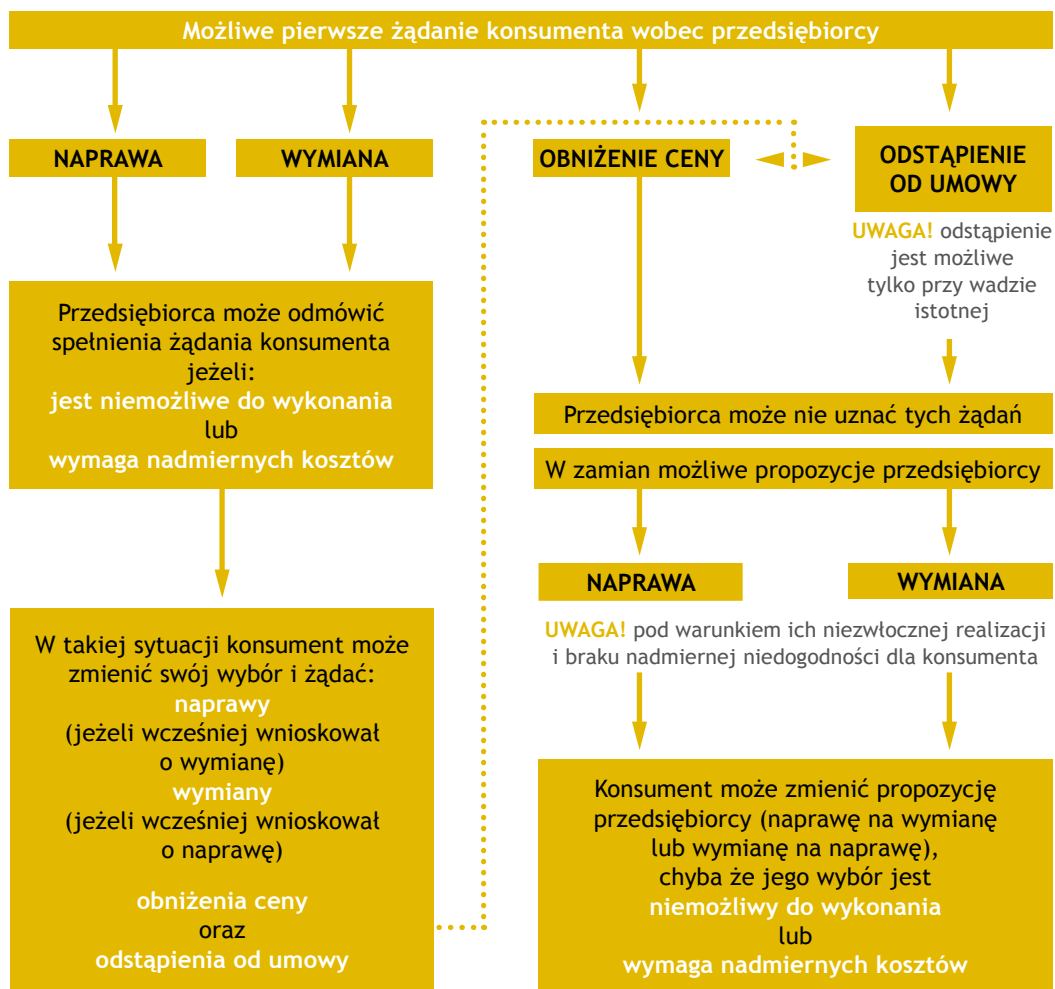 Możliwe pierwsze żądanie konsumenta wobec przedsiębiorcy
NAPRAWA
WYMIANA
OBNIŻENIE CENY
ODSTĄPIENIE
OD UMOWY
UWAGA! odstąpienie
jest możliwe
tylko przy wadzie
istotnej
Przedsiębiorca może odmówić
spełnienia żądania konsumenta
jeżeli:
jest niemożliwe do wykonania
lub
wymaga nadmiernych kosztów
Przedsiębiorca może nie uznać tych żądań
W zamian możliwe propozycje przedsiębiorcy
NAPRAWA
WYMIANA
UWAGA! pod warunkiem ich niezwłocznej realizacji
i braku nadmiernej niedogodności dla konsumenta
W takiej sytuacji konsument może
zmienić swój wybór i żądać:
naprawy
(jeżeli wcześniej wnioskował
o wymianę)
wymiany
(jeżeli wcześniej wnioskował
o naprawę)
obniżenia ceny
oraz
odstąpienia od umowy
Konsument może zmienić propozycję
przedsiębiorcy (naprawę na wymianę
lub wymianę na naprawę),
chyba że jego wybór jest
niemożliwy do wykonania
lub
wymaga nadmiernych kosztów